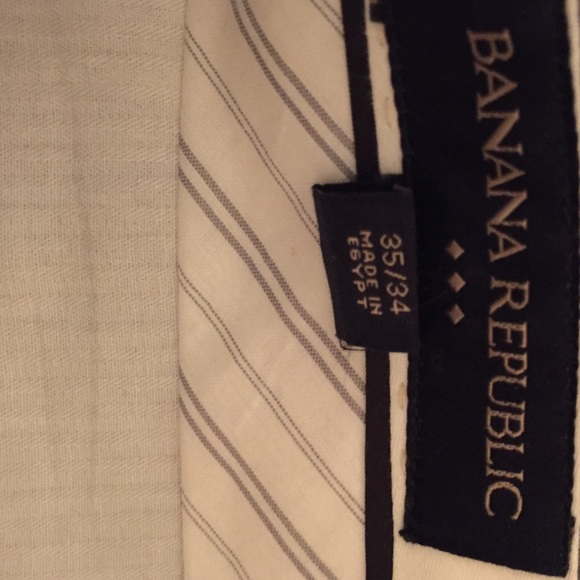 BANANA REPUBLIC
35/34
MADE IN
EGYPT